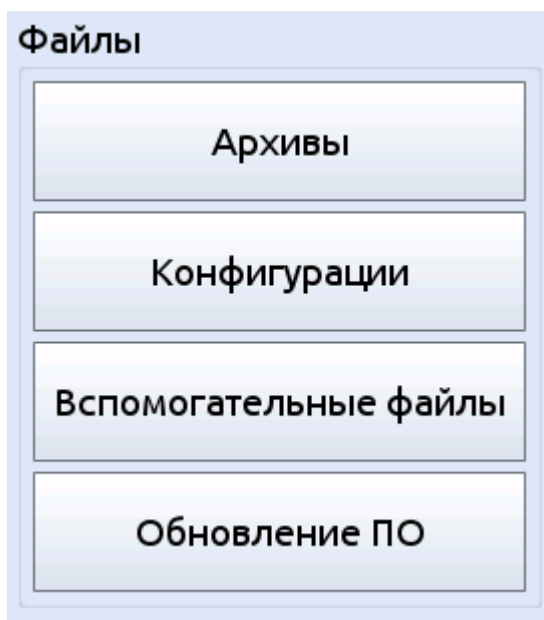 Файлы
Архивы
Конфигурации
Вспомогательные файлы
Обновление ПО